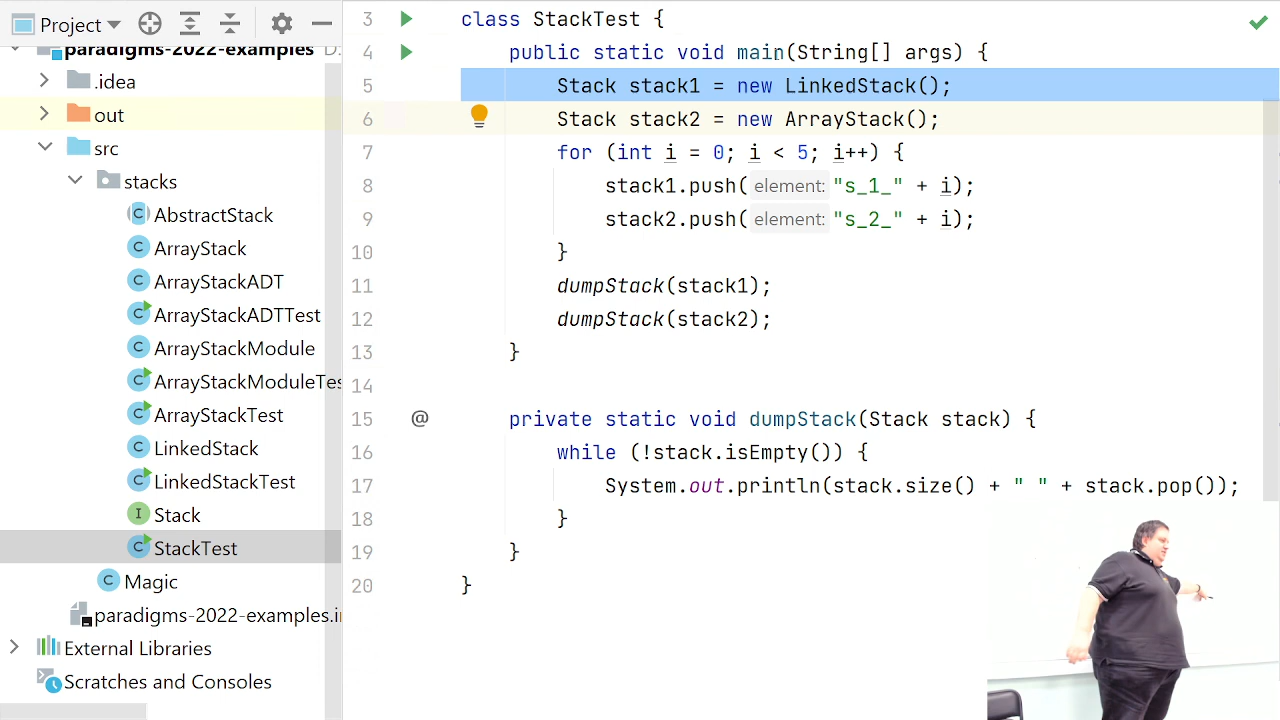 Project
paradigms-2022-examples D:
.idea
out
src
stacks
AbstractStack
ArrayStack
ArrayStackADT
ArrayStackADTTest
ArrayStackModule
ArrayStackModuleTes
ArrayStackTest
LinkedStack
LinkedStackTest
Stack
StackTest
Magic
paradigms-2022-examples.i
External Libraries
Scratches and Consoles
3 class StackTest {
4 public static void main(String[] args) {
5 Stack stack1 = new LinkedStack();
6 Stack stack2 = new ArrayStack();
7 for (int i = 0; i < 5; i++) {
8 stack1.push( element: "s_1_" + i);
9 stack2.push( element: "s_2_" + i);
10 }
11 dumpStack(stack1);
12 dumpStack(stack2);
13 }
14
15 @ private static void dumpStack(Stack stack) {
16 while (!stack.isEmpty()) {
17 System.out.println(stack.size() + " " + stack.pop());
18 }
19 }
20 }